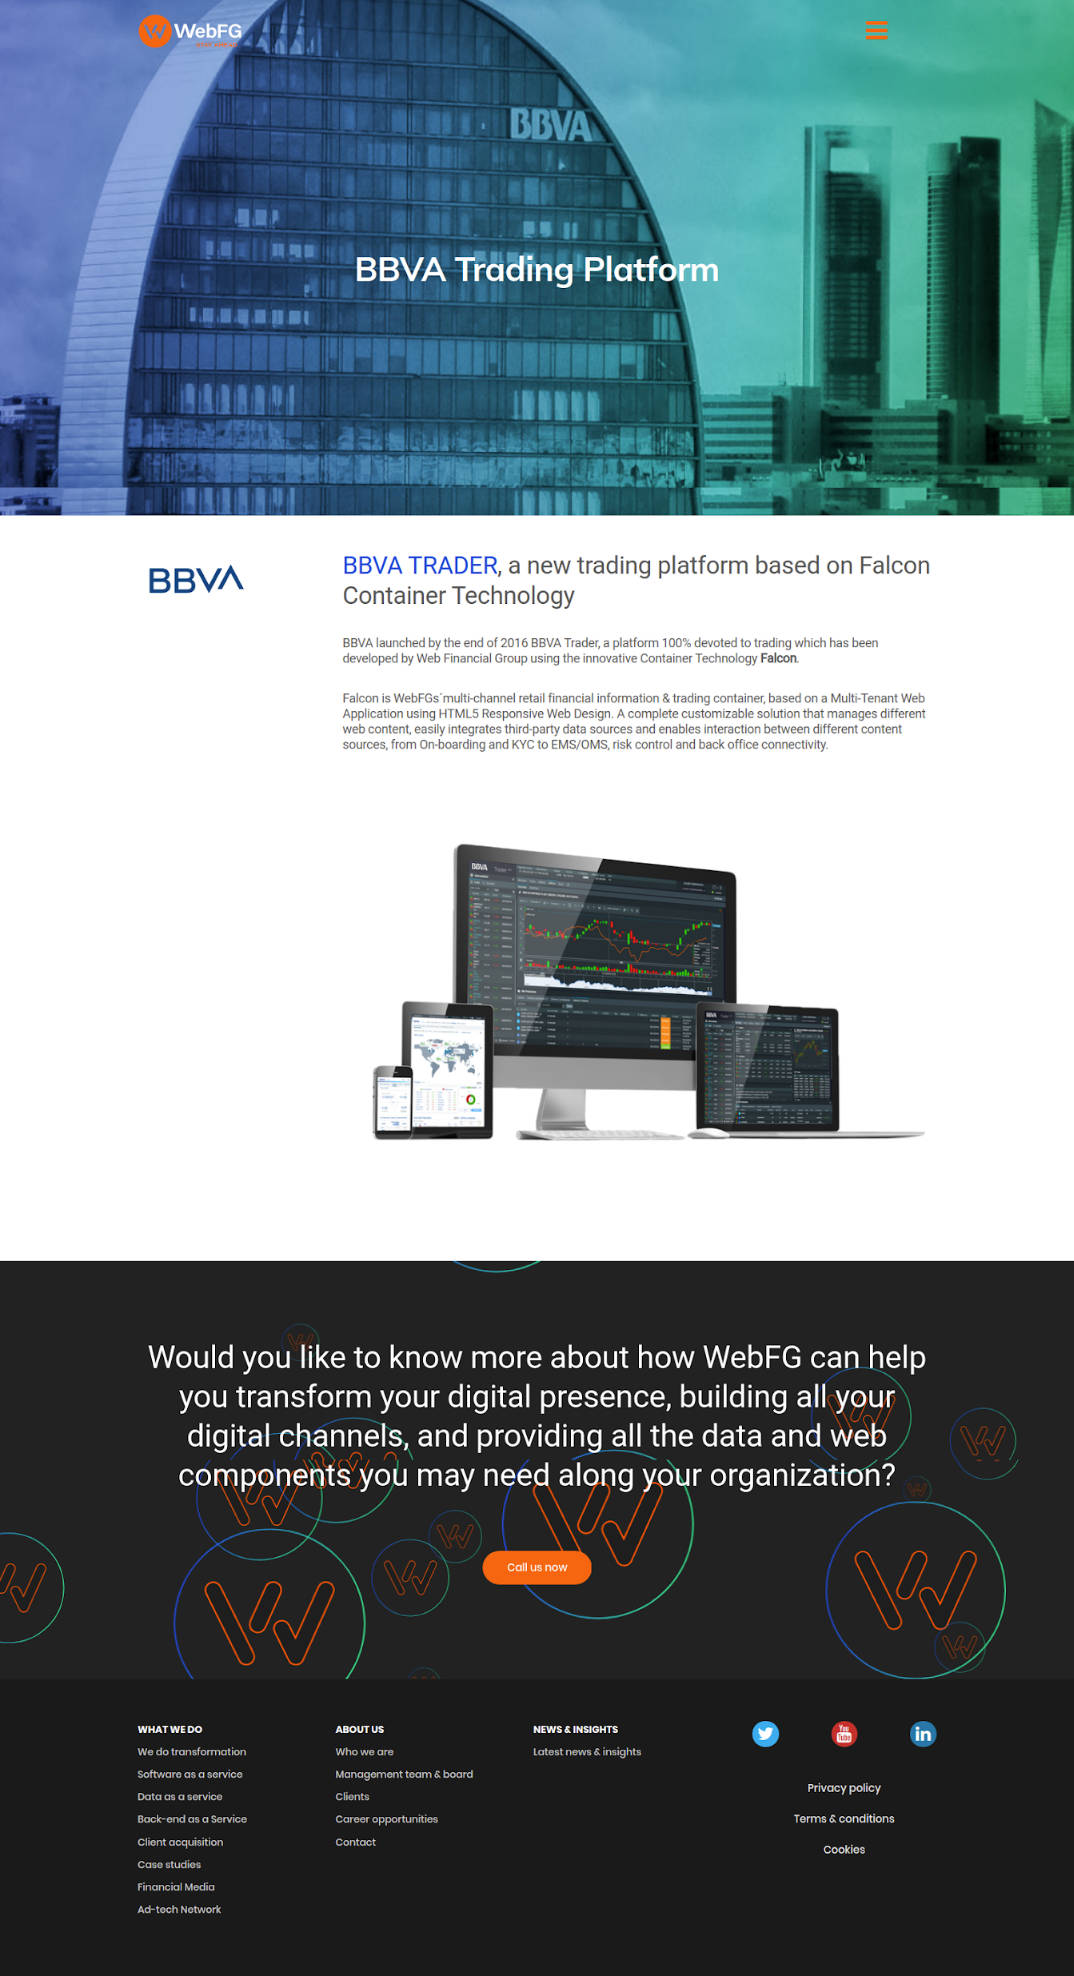 WebFG
BBVA
BBVA Trading Platform
BBVA
BBVA TRADER, a new trading platform based on Falcon
Container Technology
BBVA launched by the end of 2016 BBVA Trader, a platform 100% devoted to trading which has been
developed by Web Financial Group using the innovative Container Technology Falcon.
Falcon is WebFGs´multi-channel retail financial information & trading container, based on a Multi-Tenant Web
Application using HTML5 Responsive Web Design. A complete customizable solution that manages different
web content, easily integrates third-party data sources and enables interaction between different content
sources, from On-boarding and KYC to EMS/OMS, risk control and back office connectivity.
BBVA Trader
BBVA
Would you like to know more about how WebFG can help
you transform your digital presence, building all your
digital channels, and providing all the data and web
components you may need along your organization?
Call us now
WHAT WE DO
We do transformation
Software as a service
Data as a service
Back-end as a Service
Client acquisition
Case studies
Financial Media
Ad-tech Network
ABOUT US
Who we are
Management team & board
Clients
Career opportunities
Contact
NEWS & INSIGHTS
Latest news & insights
You
Tube
in
Privacy policy
Terms & conditions
Cookies